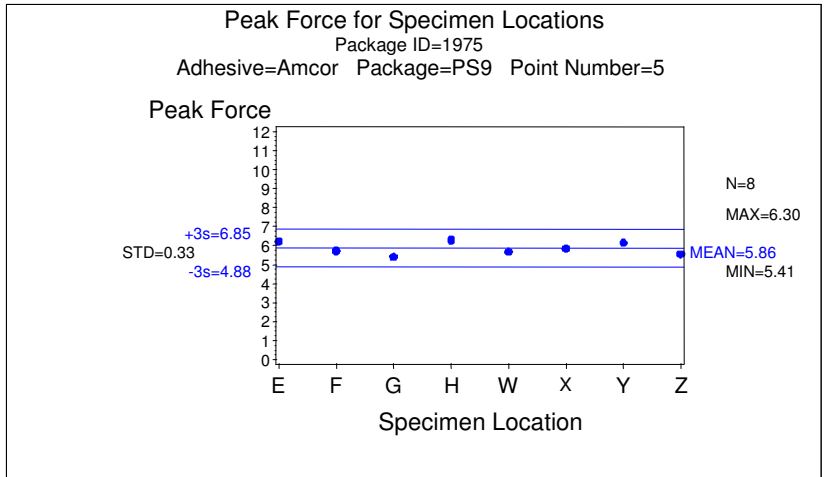 Peak Force for Specimen Locations
Package ID=1975
Adhesive=Amcor Package=PS9 Point Number=5
Peak Force
12
11
10
9
8
7
6
5
4
3
2
1
0
+3s=6.85
STD=0.33
-3s=4.88
N=8
MAX=6.30
MEAN=5.86
MIN=5.41
E F G H W X Y Z
Specimen Location